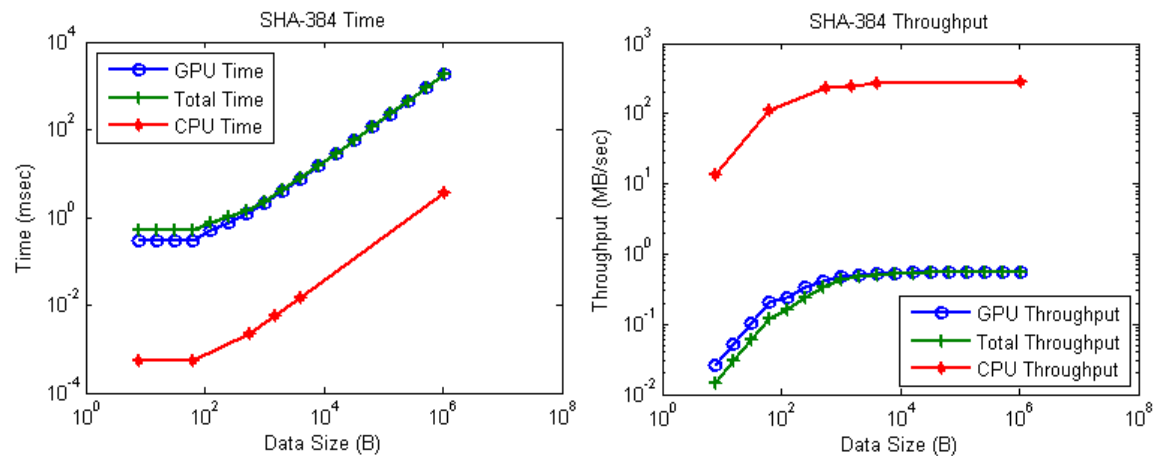 SHA-384 Time
10^4
10^2
10^0
10^-2
10^-4
Time (msec)
GPU Time
Total Time
CPU Time
10^0
10^2
10^4
10^6
10^8
Data Size (B)
SHA-384 Throughput
10^3
10^2
10^1
10^0
10^-1
10^-2
Throughput (MB/sec)
GPU Throughput
Total Throughput
CPU Throughput
10^0
10^2
10^4
10^6
10^8
Data Size (B)